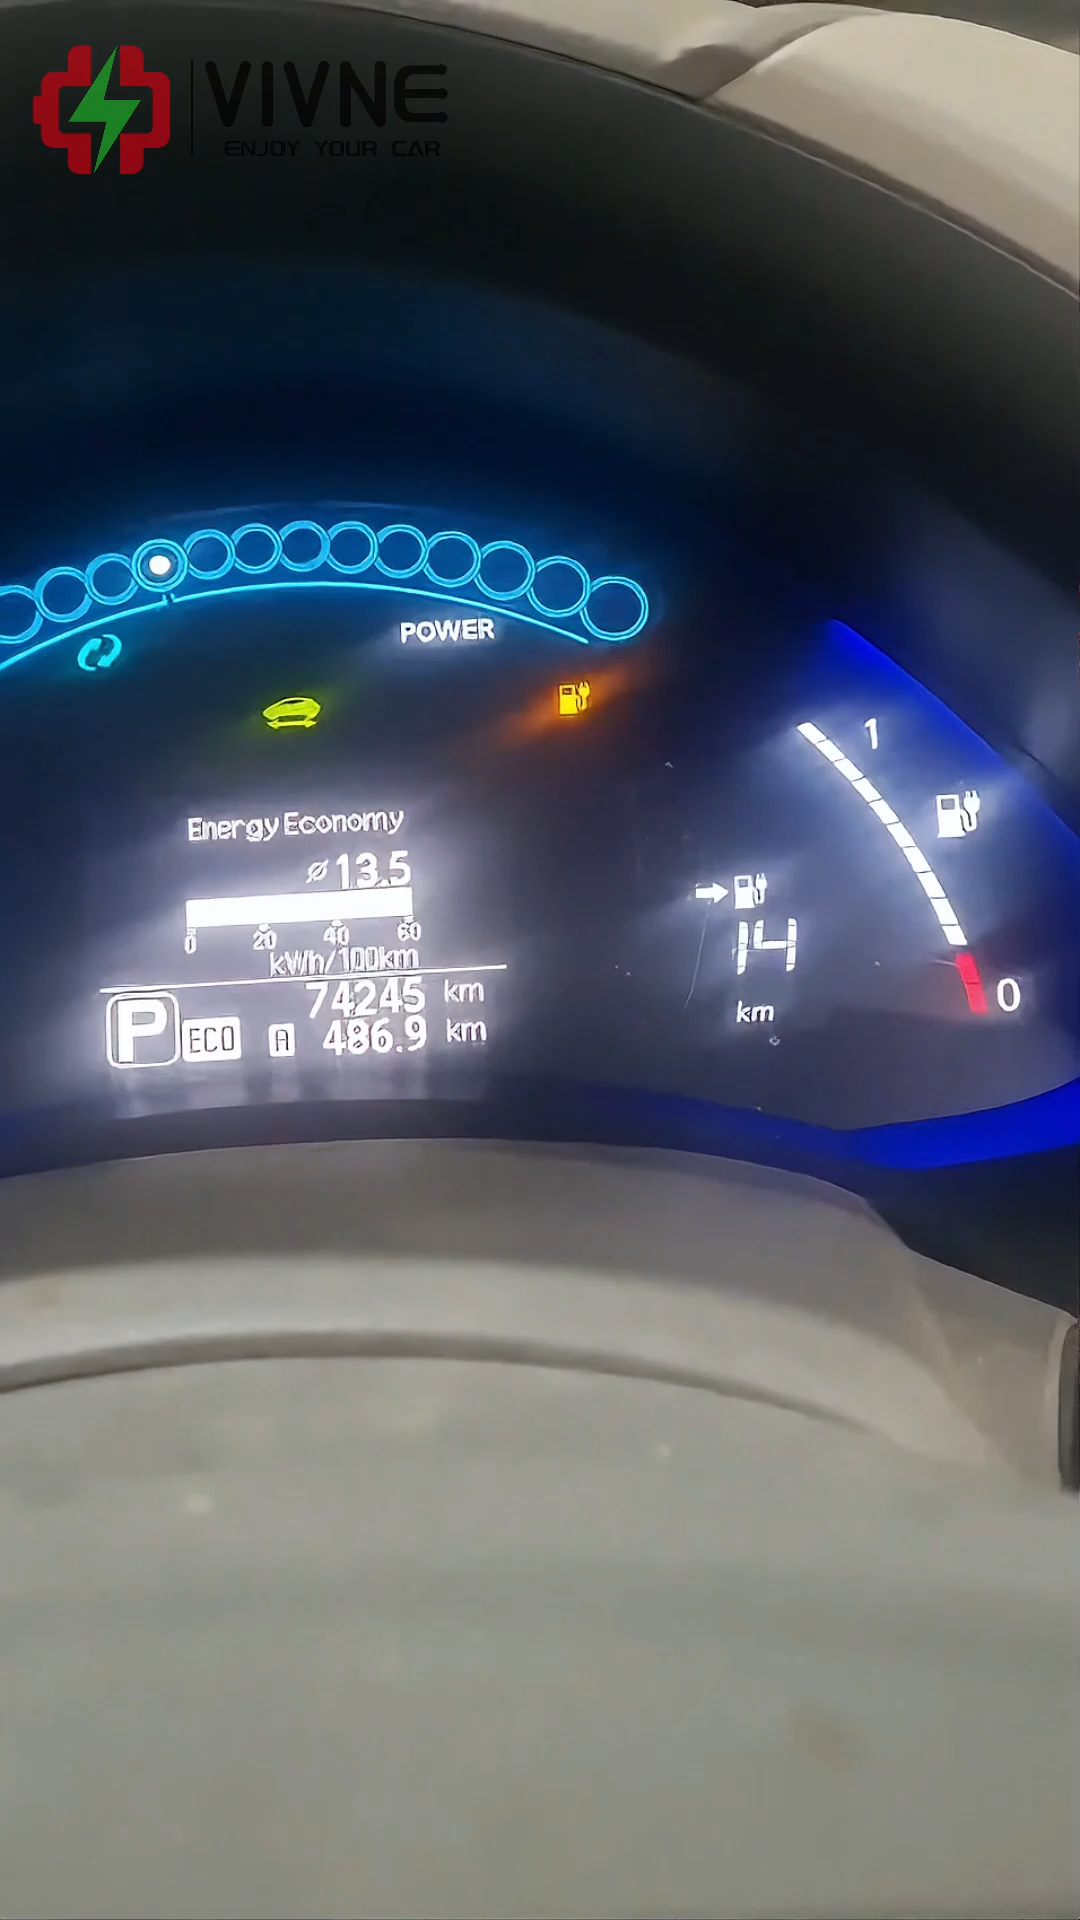 VIVNE
ENJOY YOUR CAR
POWER
1
Energy Economy
⌀ 13.5
0 20 40 60
kWh/100km
14
km
0
P ECO
74245 km
A 486.9 km